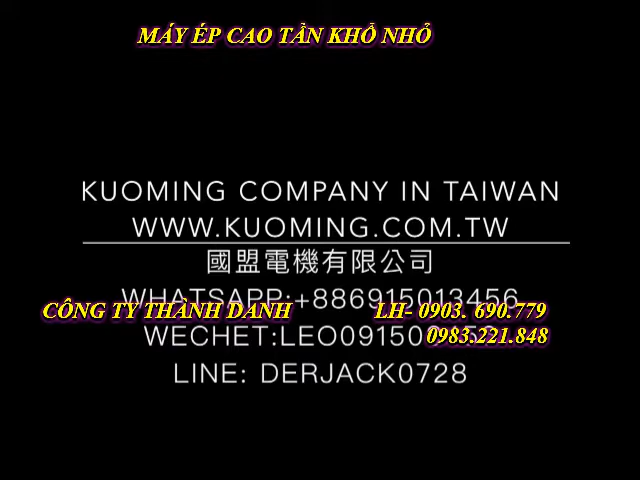 MÁY ÉP CAO TẦN KHỔ NHỎ
KUOMING COMPANY IN TAIWAN
WWW.KUOMING.COM.TW
國盟電機有限公司
WHATSAPP:+886915013456
CÔNG TY THÀNH DANH LH- 0903. 690.779
0983.221.848
LINE: DERJACK0728